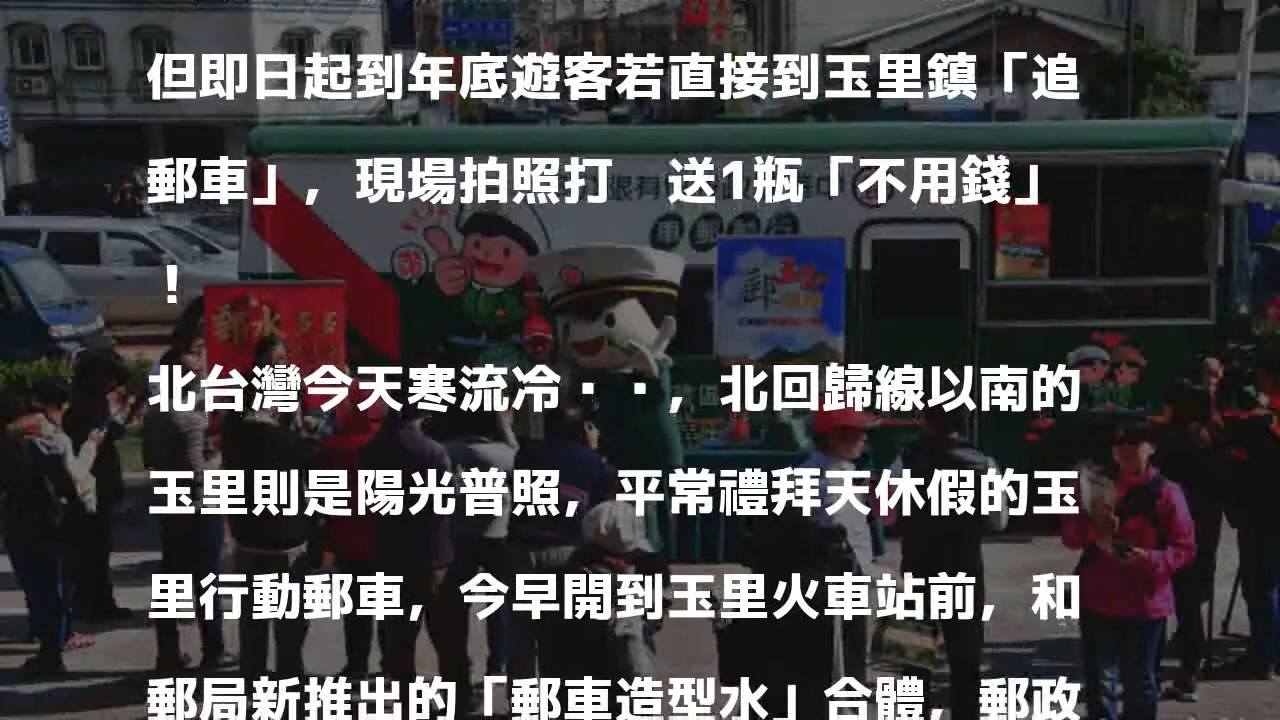 但即日起到年底遊客若直接到玉里鎮「追
郵車」，現場拍照打　送1瓶「不用錢」
！
北台灣今天寒流冷··，北回歸線以南的
玉里則是陽光普照，平常禮拜天休假的玉
里行動郵車，今早開到玉里火車站前，和
郵局新推出的「郵車造型水」合體，郵政
郵水